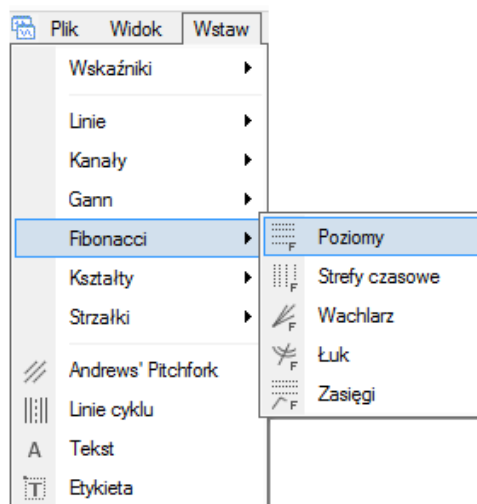 Plik Widok Wstaw
Wskaźniki
Linie
Kanały
Gann
Fibonacci
Kształty
Strzałki
Andrews' Pitchfork
Linie cyklu
Tekst
Etykieta
Poziomy
Strefy czasowe
Wachlarz
Łuk
Zasięgi